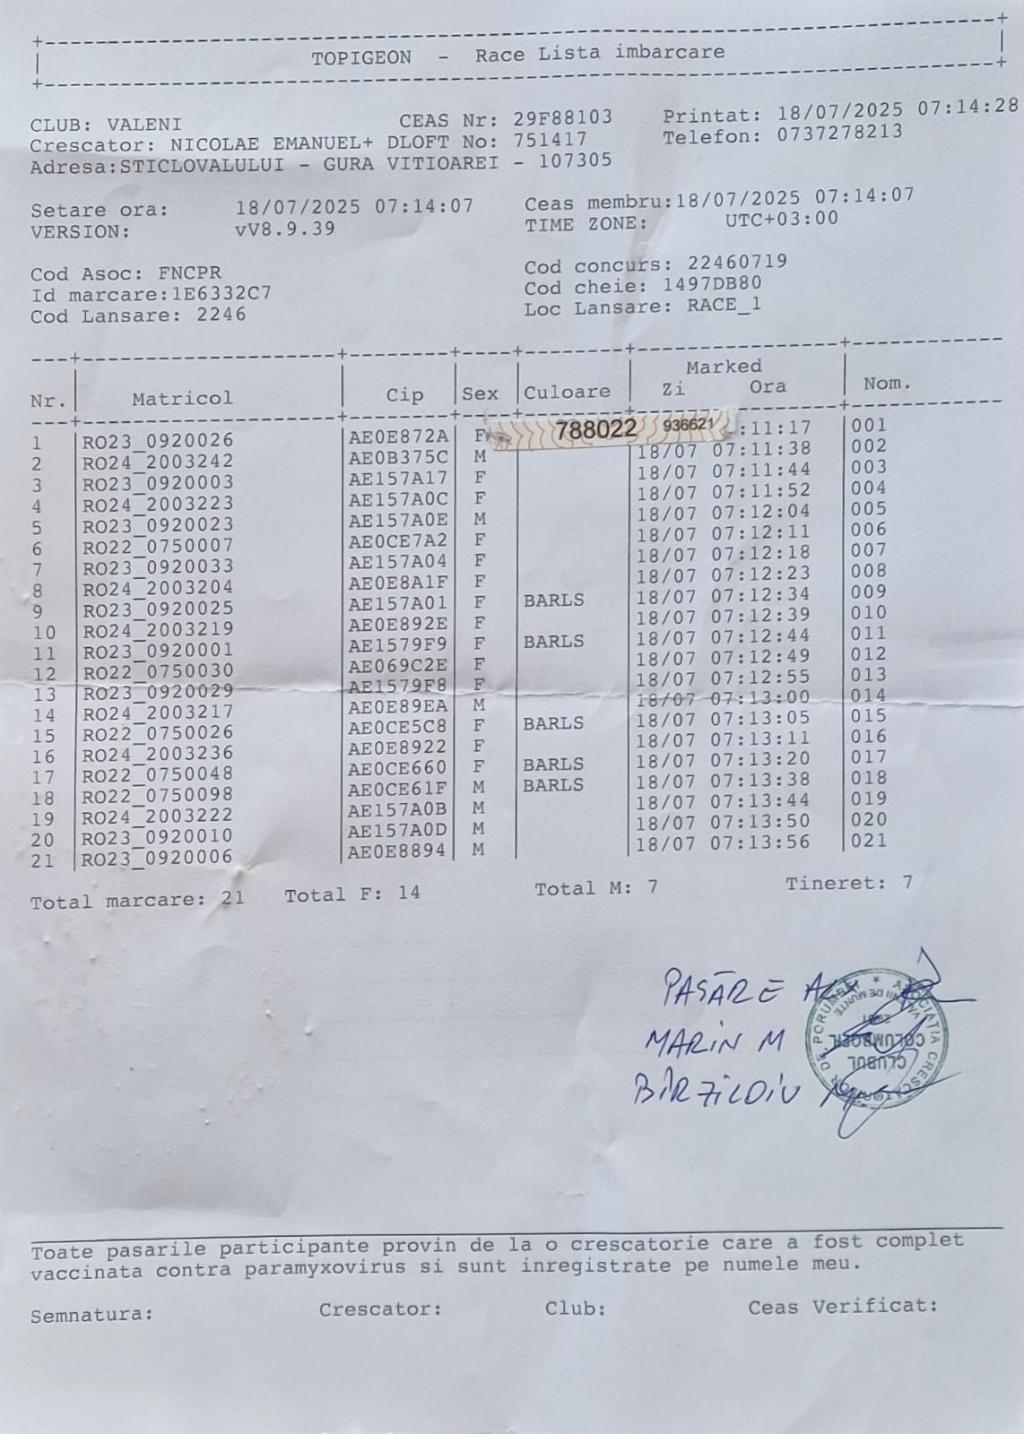 TOPIGEON - Race Lista imbarcare
CLUB: VALENI CEAS Nr: 29F88103 Printat: 18/07/2025 07:14:28
Crescator: NICOLAE EMANUEL+ DLOFT No: 751417 Telefon: 0737278213
Adresa:STICLOVALULUI - GURA VITIOAREI - 107305
Setare ora: 18/07/2025 07:14:07 Ceas membru:18/07/2025 07:14:07
VERSION: vV8.9.39 TIME ZONE: UTC+03:00
Cod Asoc: FNCPR Cod concurs: 22460719
Id marcare:1E6332C7 Cod cheie: 1497DB80
Cod Lansare: 2246 Loc Lansare: RACE_1
Marked
Nr. Matricol Cip Sex Culoare Zi Ora Nom.
1 RO23_0920026 AE0E872A F 788022 936621 :11:17 001
2 RO24_2003242 AE0B375C M 18/07 07:11:38 002
3 RO23_0920003 AE157A17 F 18/07 07:11:44 003
4 RO24_2003223 AE157A0C F 18/07 07:11:52 004
5 RO23_0920023 AE157A0E M 18/07 07:12:04 005
6 RO22_0750007 AE0CE7A2 F 18/07 07:12:11 006
7 RO23_0920033 AE157A04 F 18/07 07:12:18 007
8 RO24_2003204 AE0E8A1F F 18/07 07:12:23 008
9 RO23_0920025 AE157A01 F BARLS 18/07 07:12:34 009
10 RO24_2003219 AE0E892E F 18/07 07:12:39 010
11 RO23_0920001 AE1579F9 F BARLS 18/07 07:12:44 011
12 RO22_0750030 AE069C2E F 18/07 07:12:49 012
13 RO23_0920029 AE1579F8 F 18/07 07:12:55 013
14 RO24_2003217 AE0E89EA M 18/07 07:13:00 014
15 RO22_0750026 AE0CE5C8 F BARLS 18/07 07:13:05 015
16 RO24_2003236 AE0E8922 F 18/07 07:13:11 016
17 RO22_0750048 AE0CE660 F BARLS 18/07 07:13:20 017
18 RO22_0750098 AE0CE61F M BARLS 18/07 07:13:38 018
19 RO24_2003222 AE157A0B M 18/07 07:13:44 019
20 RO23_0920010 AE157A0D M 18/07 07:13:50 020
21 RO23_0920006 AE0E8894 M 18/07 07:13:56 021
Total marcare: 21 Total F: 14 Total M: 7 Tineret: 7
PASĂRE
MARIN M
CLUBUL
COLUMBOFIL
Toate pasarile participante provin de la o crescatorie care a fost complet
vaccinata contra paramyxovirus si sunt inregistrate pe numele meu.
Semnatura: Crescator: Club: Ceas Verificat: